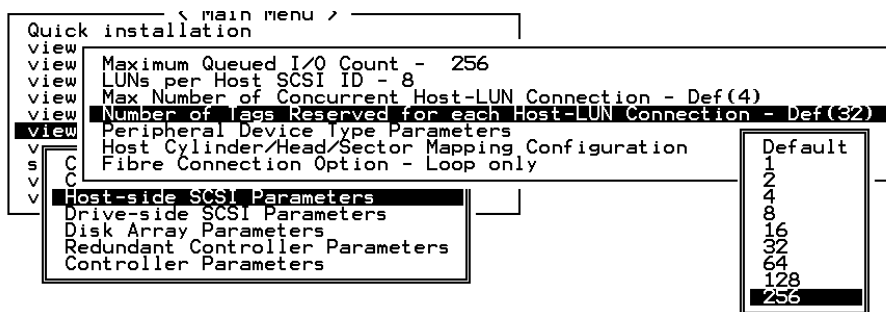 < Main Menu >
Quick installation
view
view
view
view
view
view
v
s
v
v
Maximum Queued I/O Count - 256
LUNs per Host SCSI ID - 8
Max Number of Concurrent Host-LUN Connection - Def(4)
Number of Tags Reserved for each Host-LUN Connection - Def(32)
Peripheral Device Type Parameters
Host Cylinder/Head/Sector Mapping Configuration
Fibre Connection Option - Loop only
C
C
Host-side SCSI Parameters
Drive-side SCSI Parameters
Disk Array Parameters
Redundant Controller Parameters
Controller Parameters
Default
1
2
4
8
16
32
64
128
256